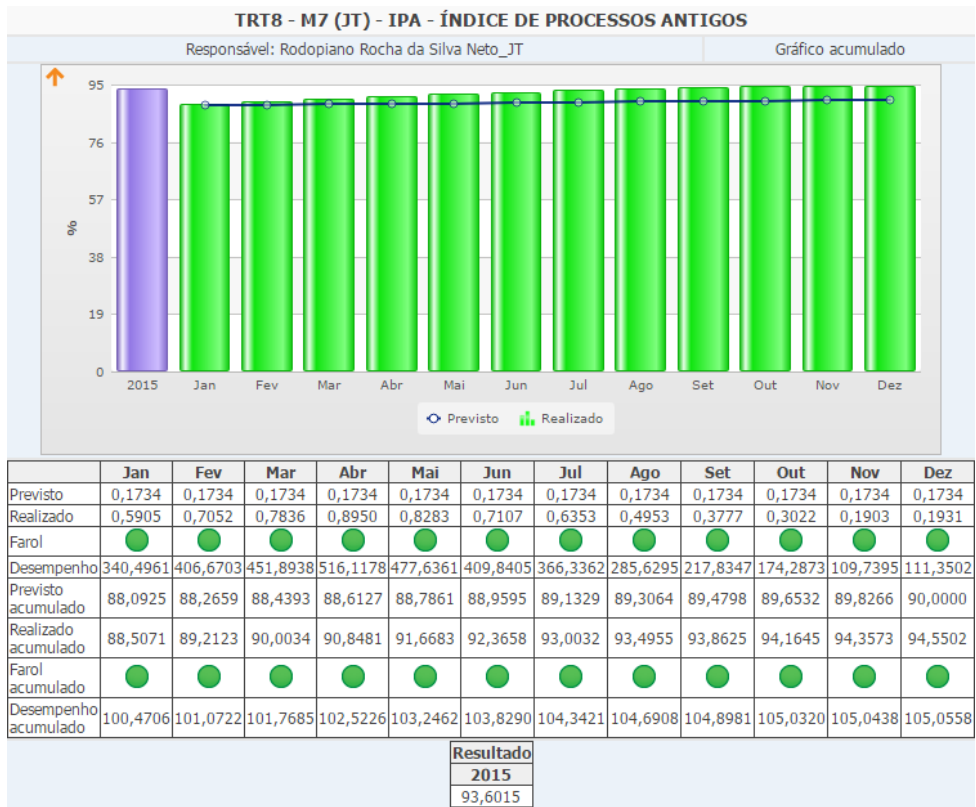 TRT8 - M7 (JT) - IPA - ÍNDICE DE PROCESSOS ANTIGOS
Responsável: Rodopiano Rocha da Silva Neto_JT Gráfico acumulado
95
76
57
38
19
0
%
2015 Jan Fev Mar Abr Mai Jun Jul Ago Set Out Nov Dez
Previsto Realizado
Jan Fev Mar Abr Mai Jun Jul Ago Set Out Nov Dez
Previsto 0,1734 0,1734 0,1734 0,1734 0,1734 0,1734 0,1734 0,1734 0,1734 0,1734 0,1734 0,1734
Realizado 0,5905 0,7052 0,7836 0,8950 0,8283 0,7107 0,6353 0,4953 0,3777 0,3022 0,1903 0,1931
Farol
Desempenho 340,4961 406,6703 451,8938 516,1178 477,6361 409,8405 366,3362 285,6295 217,8347 174,2873 109,7395 111,3502
Previsto
acumulado 88,0925 88,2659 88,4393 88,6127 88,7861 88,9595 89,1329 89,3064 89,4798 89,6532 89,8266 90,0000
Realizado
acumulado 88,5071 89,2123 90,0034 90,8481 91,6683 92,3658 93,0032 93,4955 93,8625 94,1645 94,3573 94,5502
Farol
acumulado
Desempenho
acumulado 100,4706 101,0722 101,7685 102,5226 103,2462 103,8290 104,3421 104,6908 104,8981 105,0320 105,0438 105,0558
Resultado
2015
93,6015